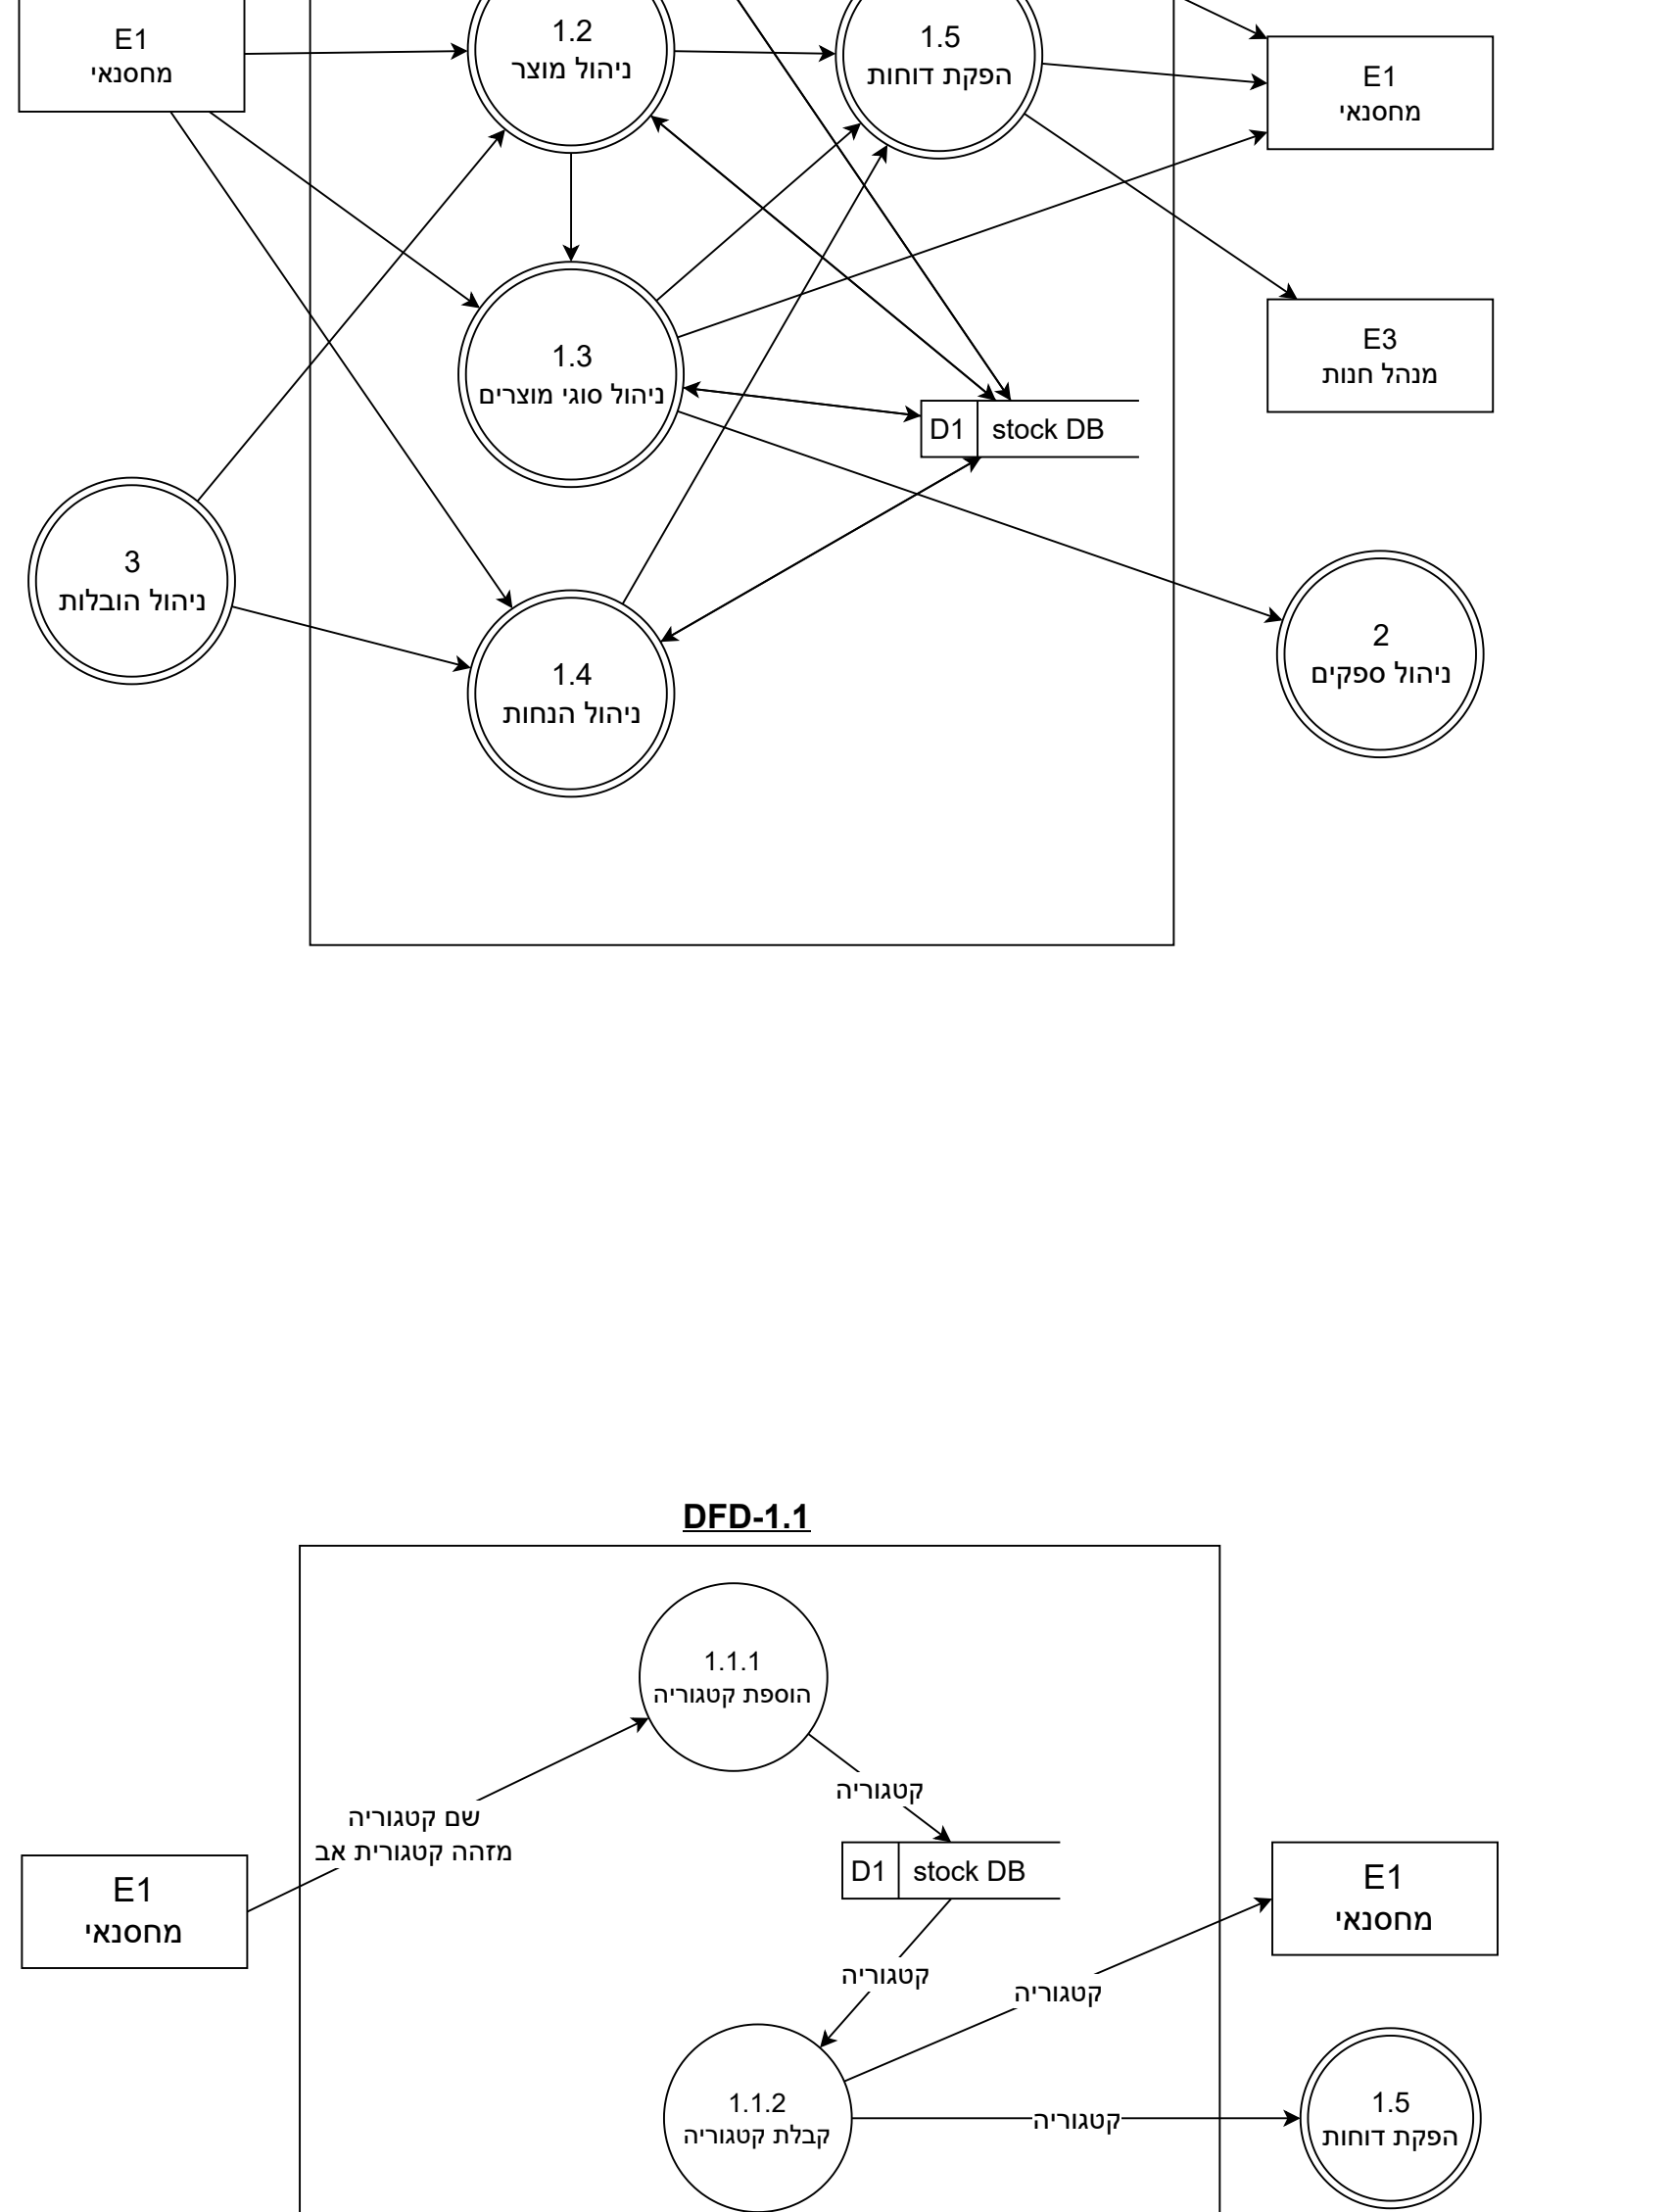 E1
מחסנאי
1.2
ניהול מוצר
1.5
הפקת דוחות
E1
מחסנאי
1.3
ניהול סוגי מוצרים
E3
מנהל חנות
D1 stock DB
3
ניהול הובלות
1.4
ניהול הנחות
2
ניהול ספקים
DFD-1.1
1.1.1
הוספת קטגוריה
קטגוריה
שם קטגוריה
מזהה קטגורית אב
E1
מחסנאי
D1 stock DB
E1
מחסנאי
קטגוריה
קטגוריה
1.1.2
קבלת קטגוריה
קטגוריה
1.5
הפקת דוחות